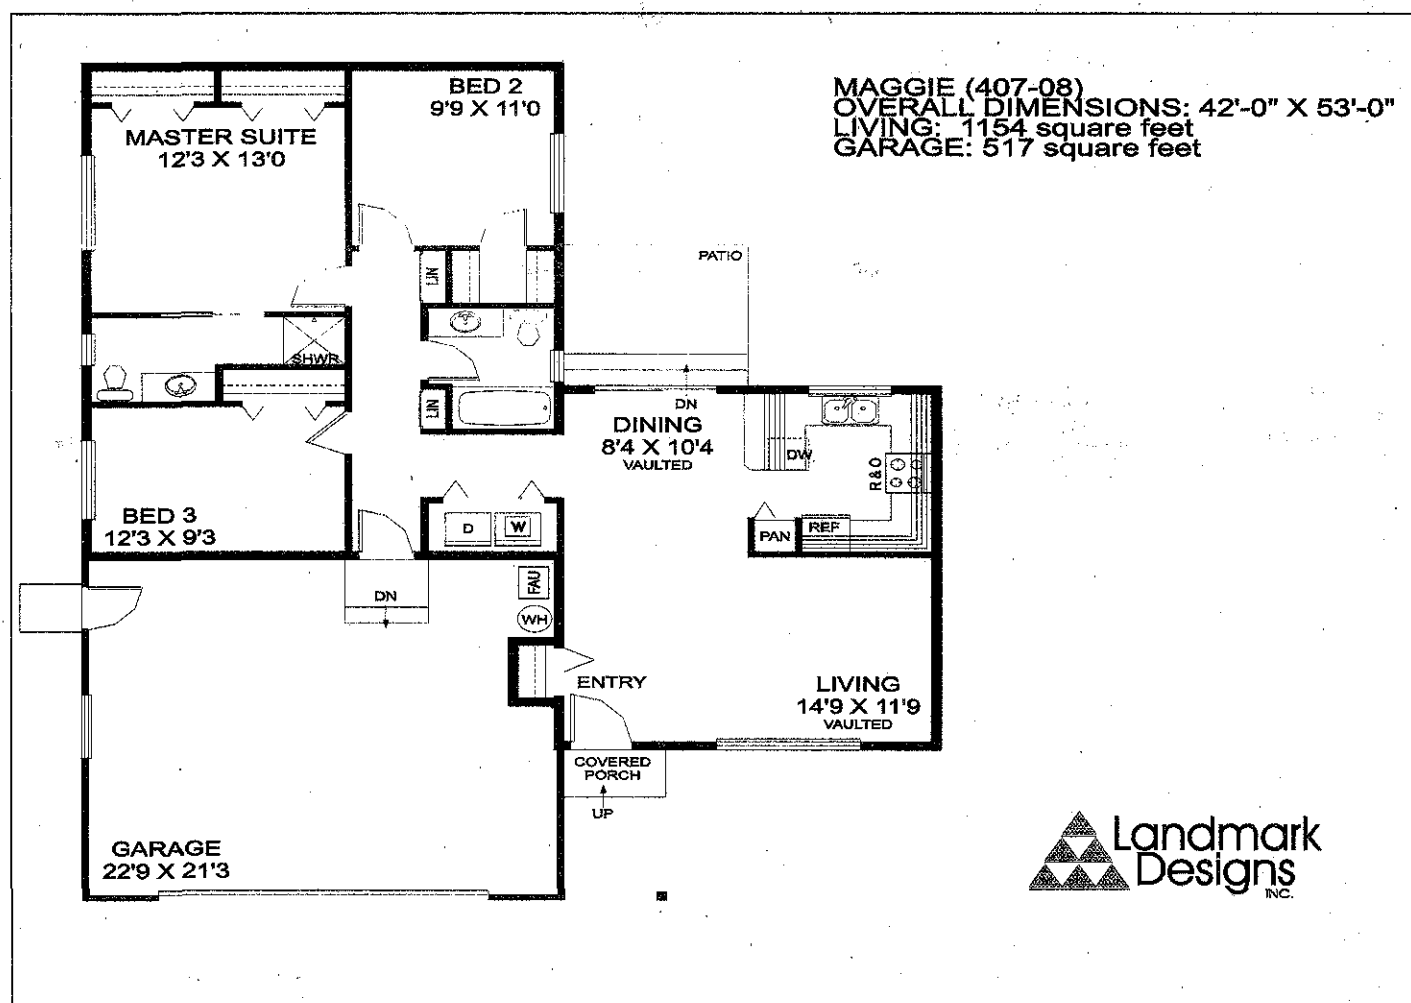 BED 2
9'9 X 11'0
MASTER SUITE
12'3 X 13'0
MAGGIE (407-08)
OVERALL DIMENSIONS: 42'-0" X 53'-0"
LIVING: 1154 square feet
GARAGE: 517 square feet
LIN
PATIO
SHWR
LIN
DN
DINING
8'4 X 10'4
VAULTED
DW
R&O
BED 3
12'3 X 9'3
D
W
PAN
REF
FAU
WH
DN
ENTRY
LIVING
14'9 X 11'9
VAULTED
COVERED
PORCH
UP
GARAGE
22'9 X 21'3
Landmark
Designs
INC.